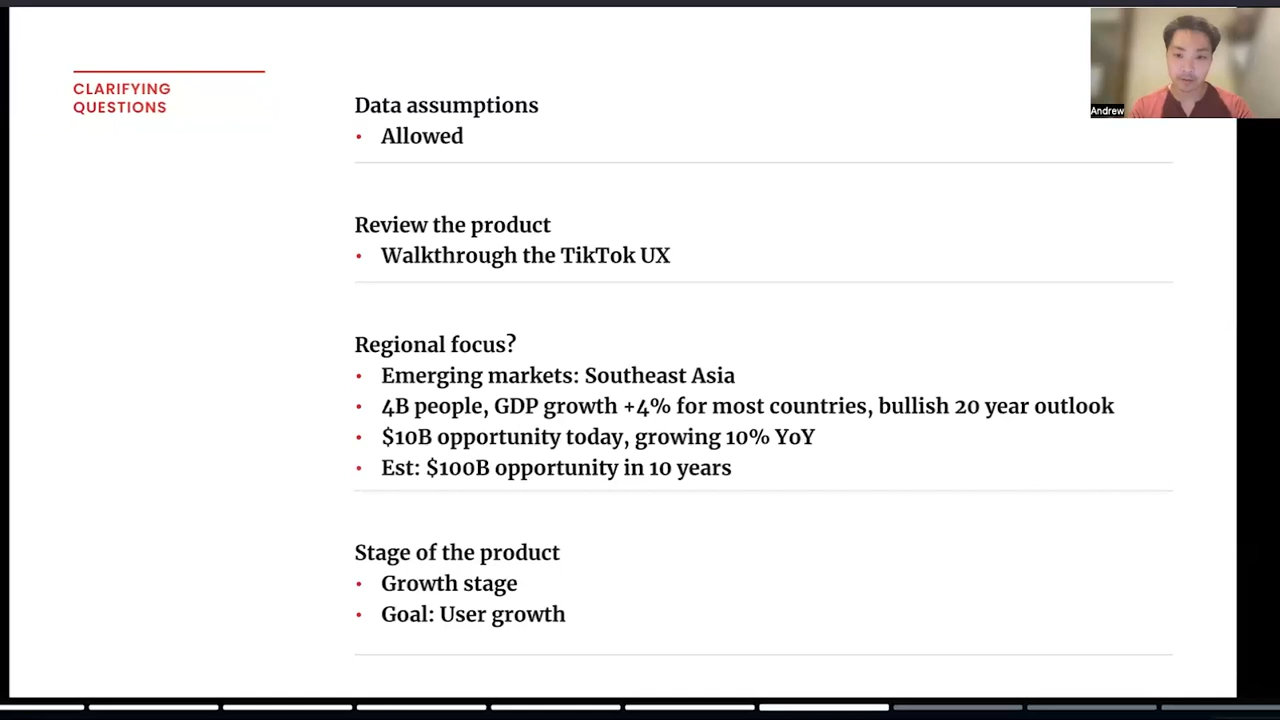 CLARIFYING
QUESTIONS
Data assumptions
• Allowed
Review the product
• Walkthrough the TikTok UX
Regional focus?
• Emerging markets: Southeast Asia
• 4B people, GDP growth +4% for most countries, bullish 20 year outlook
• $10B opportunity today, growing 10% YoY
• Est: $100B opportunity in 10 years
Stage of the product
• Growth stage
• Goal: User growth
Andrew